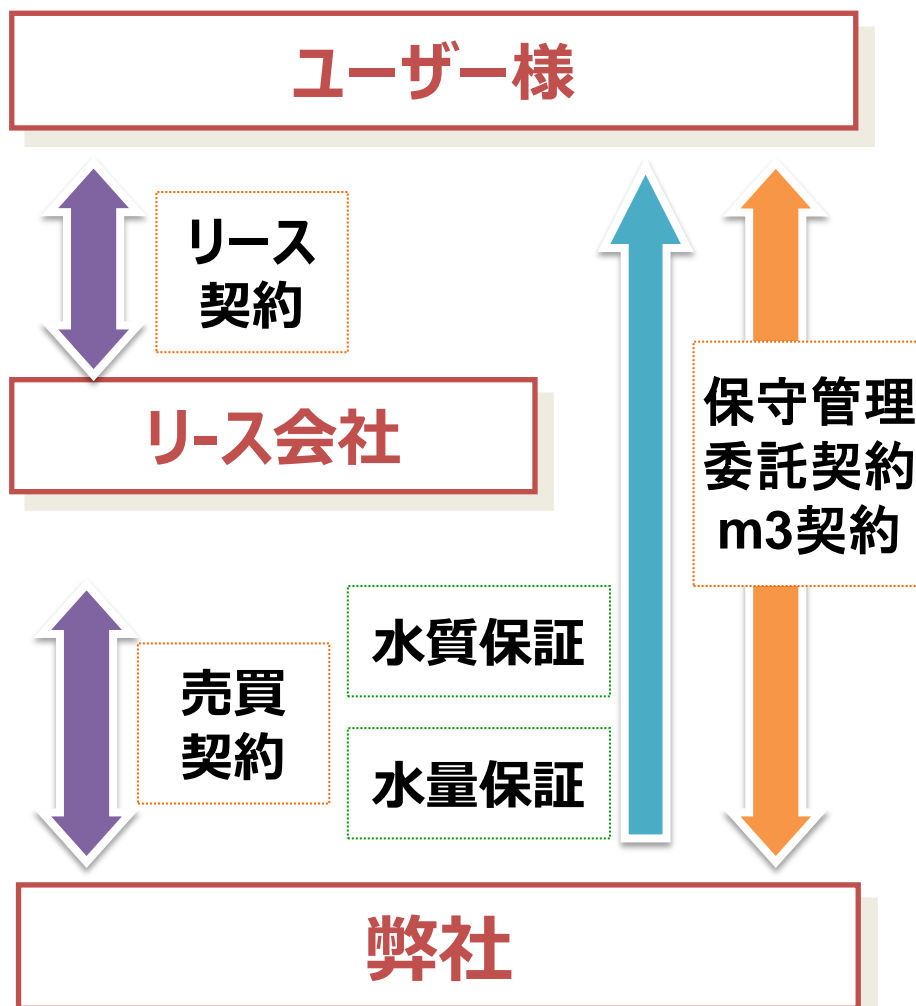 ユーザー様
リース
契約
リース会社
保守管理
委託契約
m3契約
水質保証
売買
契約
水量保証
弊社